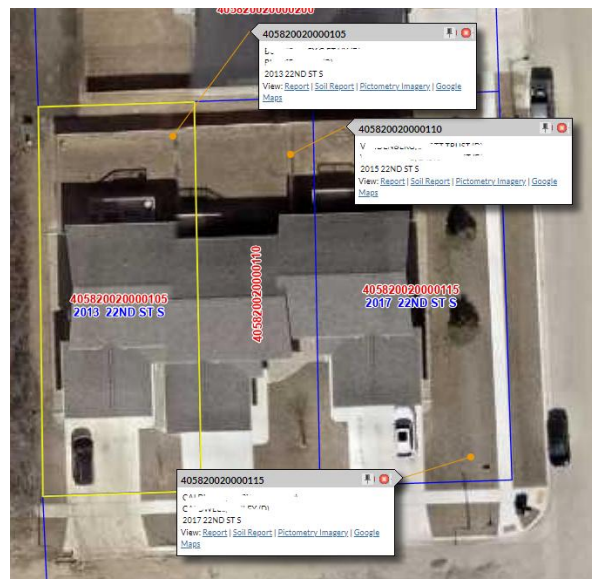 405820020000200
405820020000105
2013 22ND ST S
View: Report | Soil Report | Pictometry Imagery | Google
Maps
405820020000110
2015 22ND ST S
View: Report | Soil Report | Pictometry Imagery | Google
Maps
405820020000105
2013 22ND ST S
405820020000110
405820020000115
2017 22ND ST S
405820020000115
2017 22ND ST S
View: Report | Soil Report | Pictometry Imagery | Google
Maps